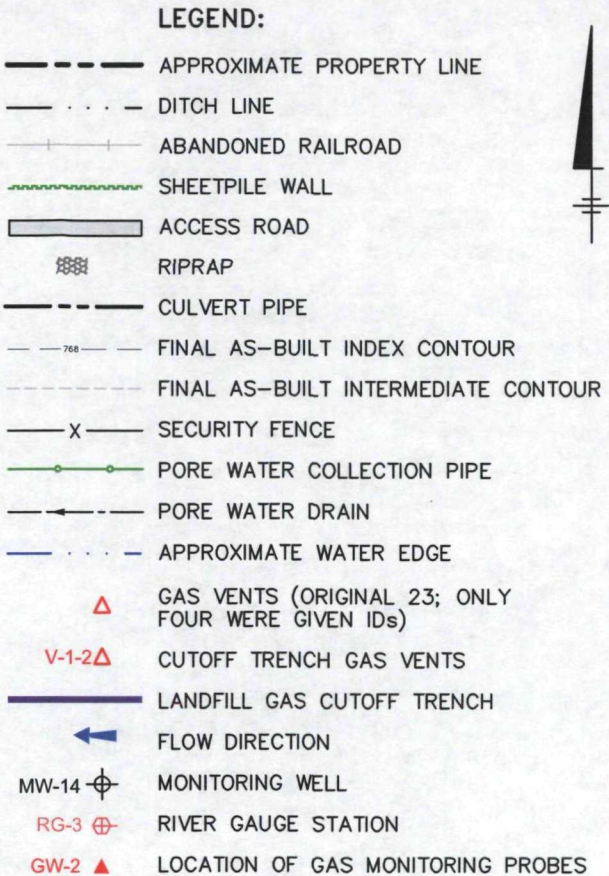 LEGEND:
APPROXIMATE PROPERTY LINE
DITCH LINE
ABANDONED RAILROAD
SHEETPILE WALL
ACCESS ROAD
RIPRAP
CULVERT PIPE
768 FINAL AS-BUILT INDEX CONTOUR
FINAL AS-BUILT INTERMEDIATE CONTOUR
X SECURITY FENCE
PORE WATER COLLECTION PIPE
PORE WATER DRAIN
APPROXIMATE WATER EDGE
GAS VENTS (ORIGINAL 23; ONLY
FOUR WERE GIVEN IDs)
V-1-2 CUTOFF TRENCH GAS VENTS
LANDFILL GAS CUTOFF TRENCH
FLOW DIRECTION
MW-14 MONITORING WELL
RG-3 RIVER GAUGE STATION
GW-2 LOCATION OF GAS MONITORING PROBES